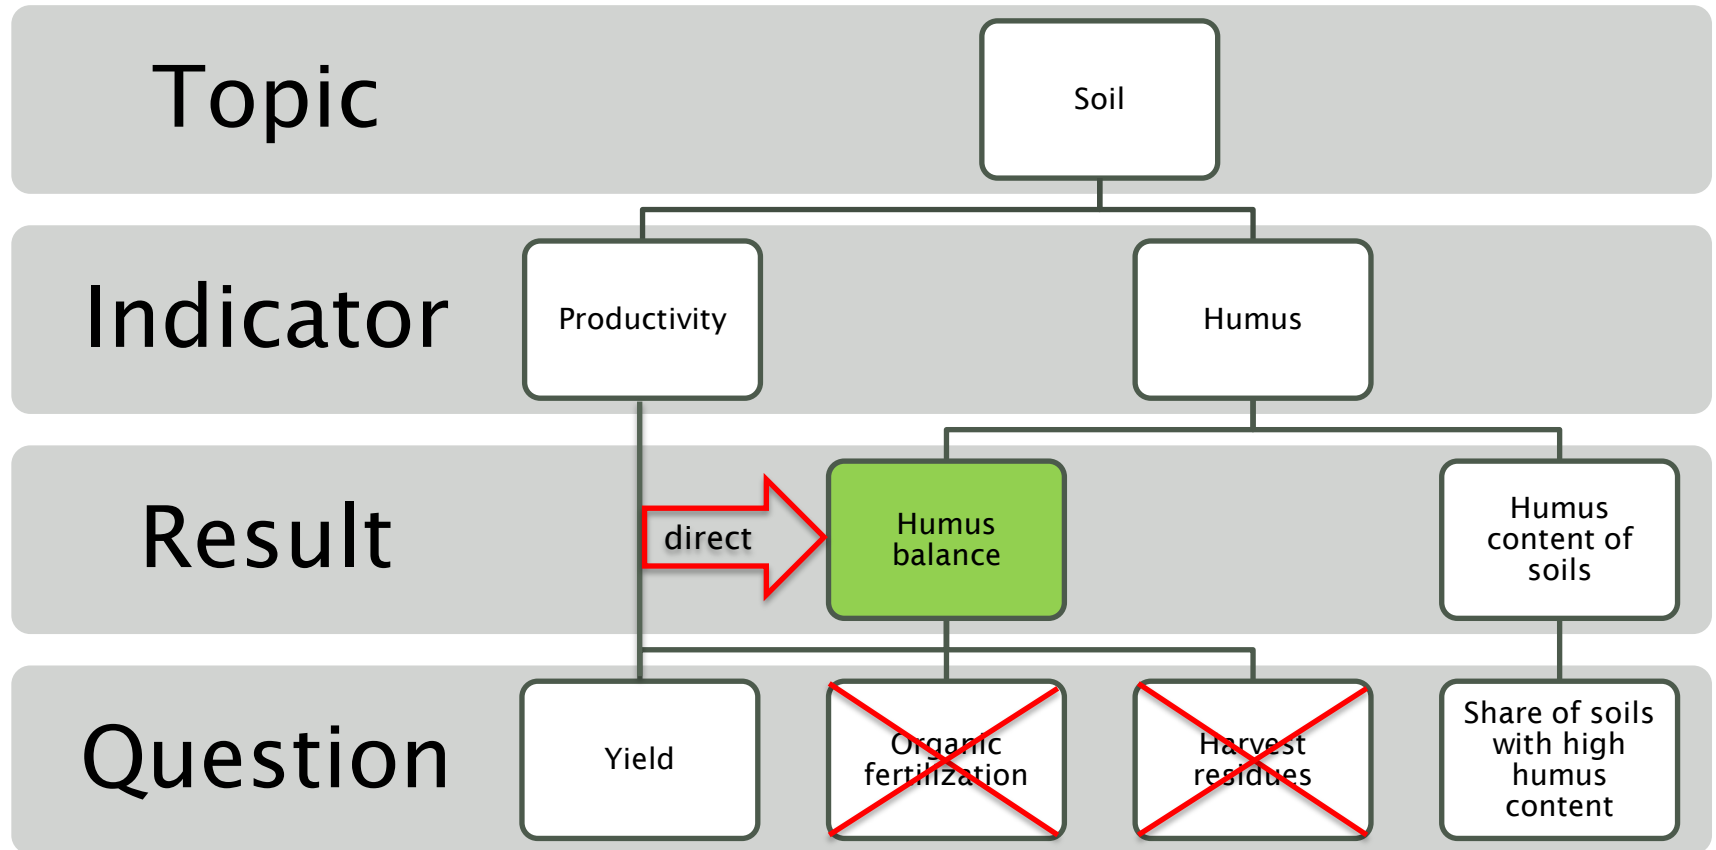 Topic
Soil
Indicator
Productivity
Humus
Result
direct
Humus
balance
Humus
content of
soils
Question
Yield
Organic
fertilization
Harvest
residues
Share of soils
with high
humus
content